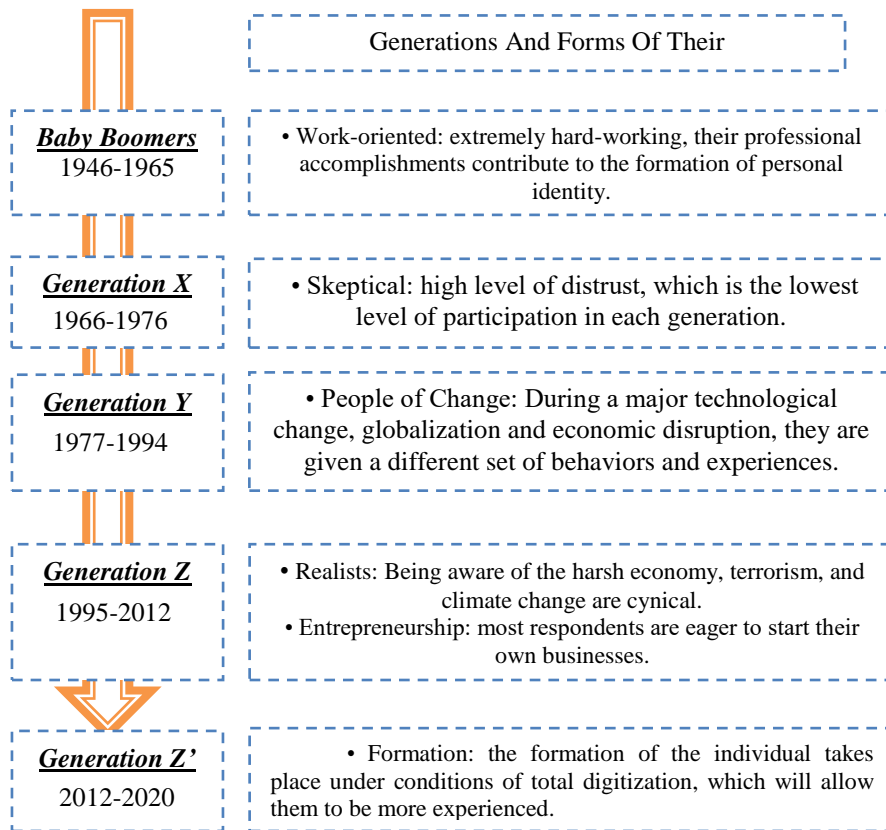 Generations And Forms Of Their
Baby Boomers
1946-1965
• Work-oriented: extremely hard-working, their professional
accomplishments contribute to the formation of personal
identity.
Generation X
1966-1976
• Skeptical: high level of distrust, which is the lowest
level of participation in each generation.
Generation Y
1977-1994
• People of Change: During a major technological
change, globalization and economic disruption, they are
given a different set of behaviors and experiences.
Generation Z
1995-2012
• Realists: Being aware of the harsh economy, terrorism, and
climate change are cynical.
• Entrepreneurship: most respondents are eager to start their
own businesses.
Generation Z’
2012-2020
• Formation: the formation of the individual takes
place under conditions of total digitization, which will allow
them to be more experienced.